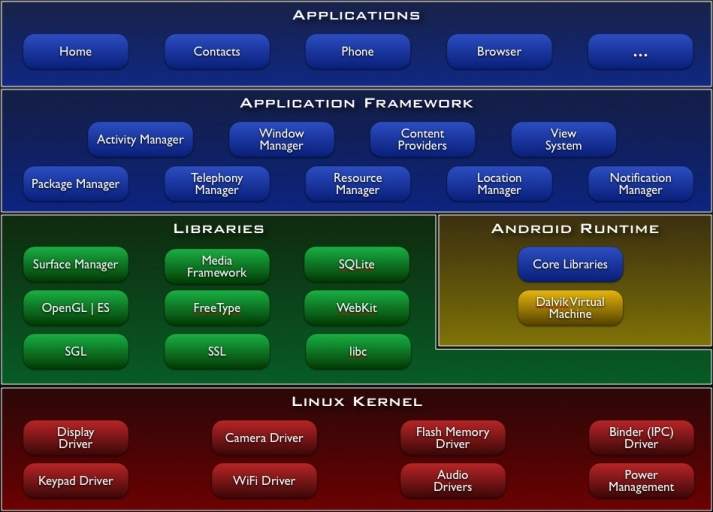 APPLICATIONS
Home
Contacts
Phone
Browser
...
APPLICATION FRAMEWORK
Activity Manager
Window
Manager
Content
Providers
View
System
Package Manager
Telephony
Manager
Resource
Manager
Location
Manager
Notification
Manager
LIBRARIES
Surface Manager
Media
Framework
SQLite
OpenGL | ES
FreeType
WebKit
SGL
SSL
libc
ANDROID RUNTIME
Core Libraries
Dalvik Virtual
Machine
LINUX KERNEL
Display
Driver
Camera Driver
Flash Memory
Driver
Binder (IPC)
Driver
Keypad Driver
WiFi Driver
Audio
Drivers
Power
Management